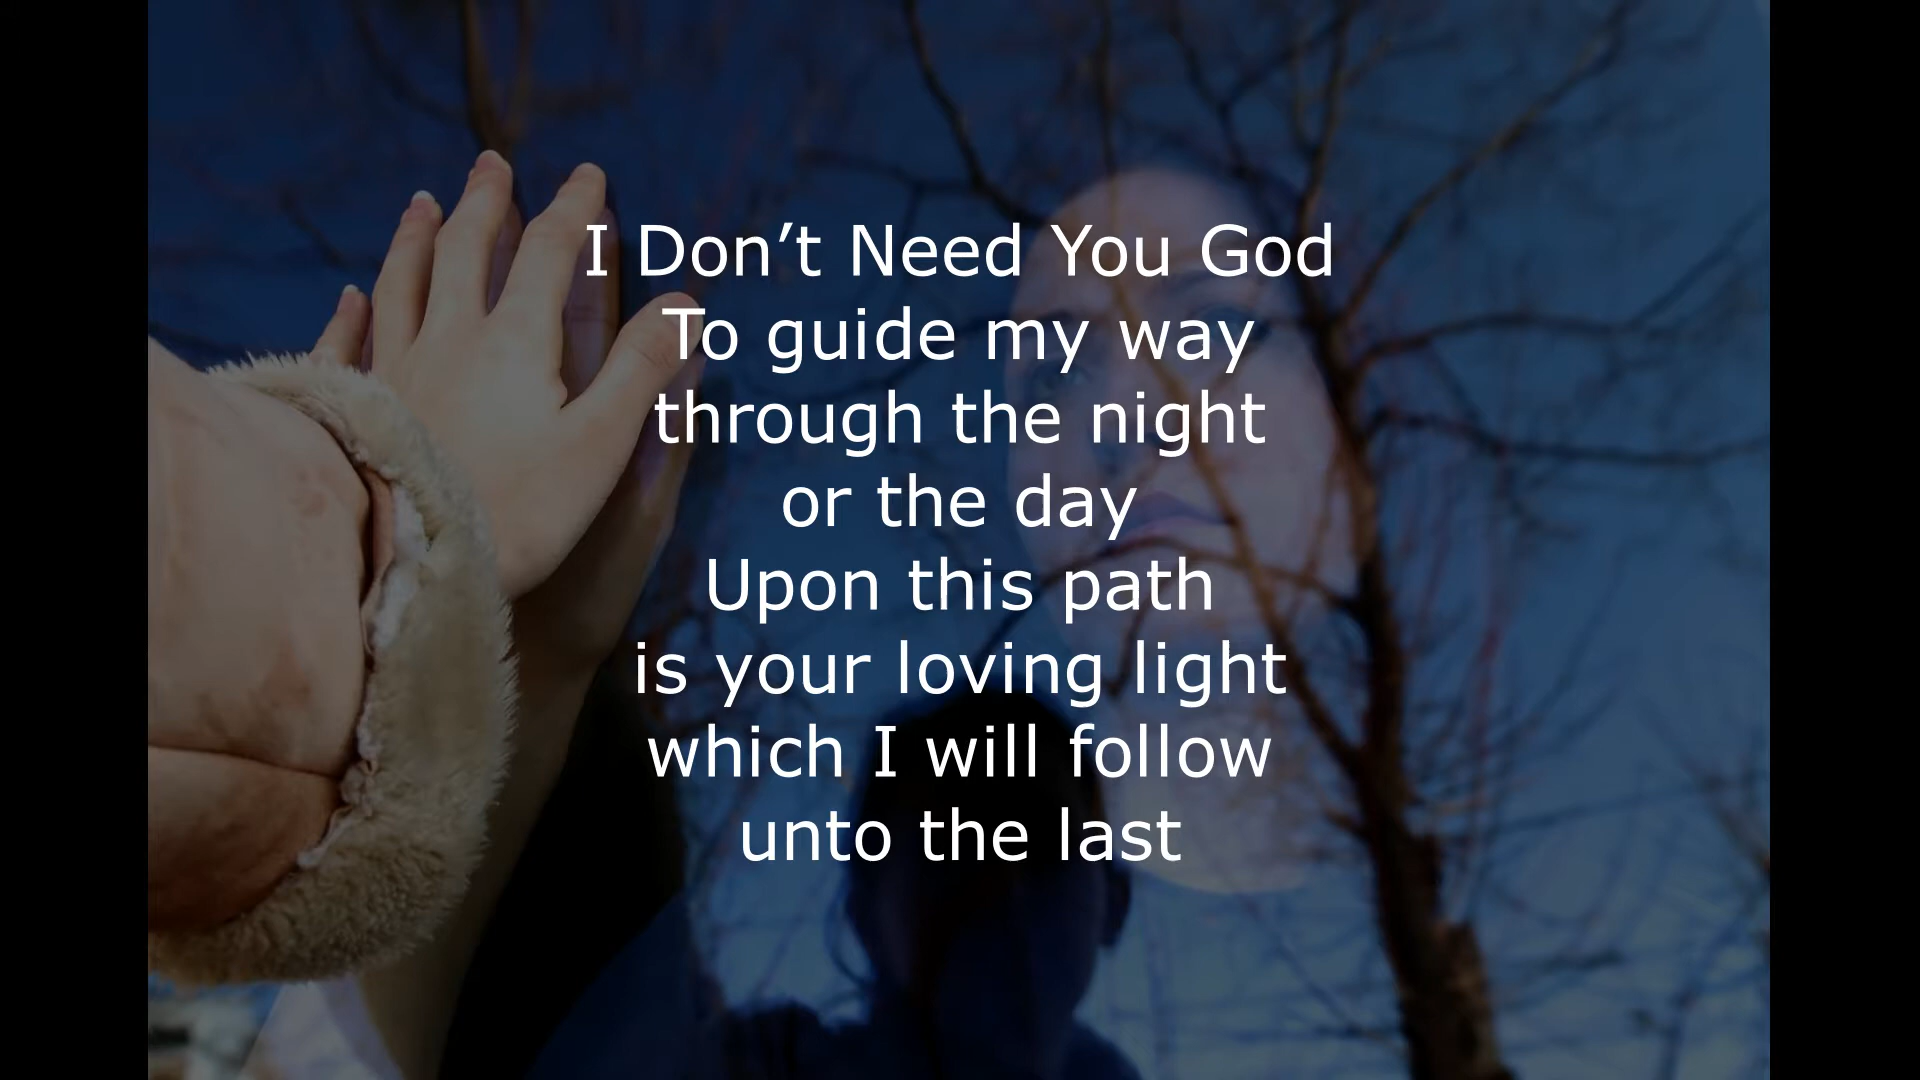 I Don’t Need You God
To guide my way
through the night
or the day
Upon this path
is your loving light
which I will follow
unto the last